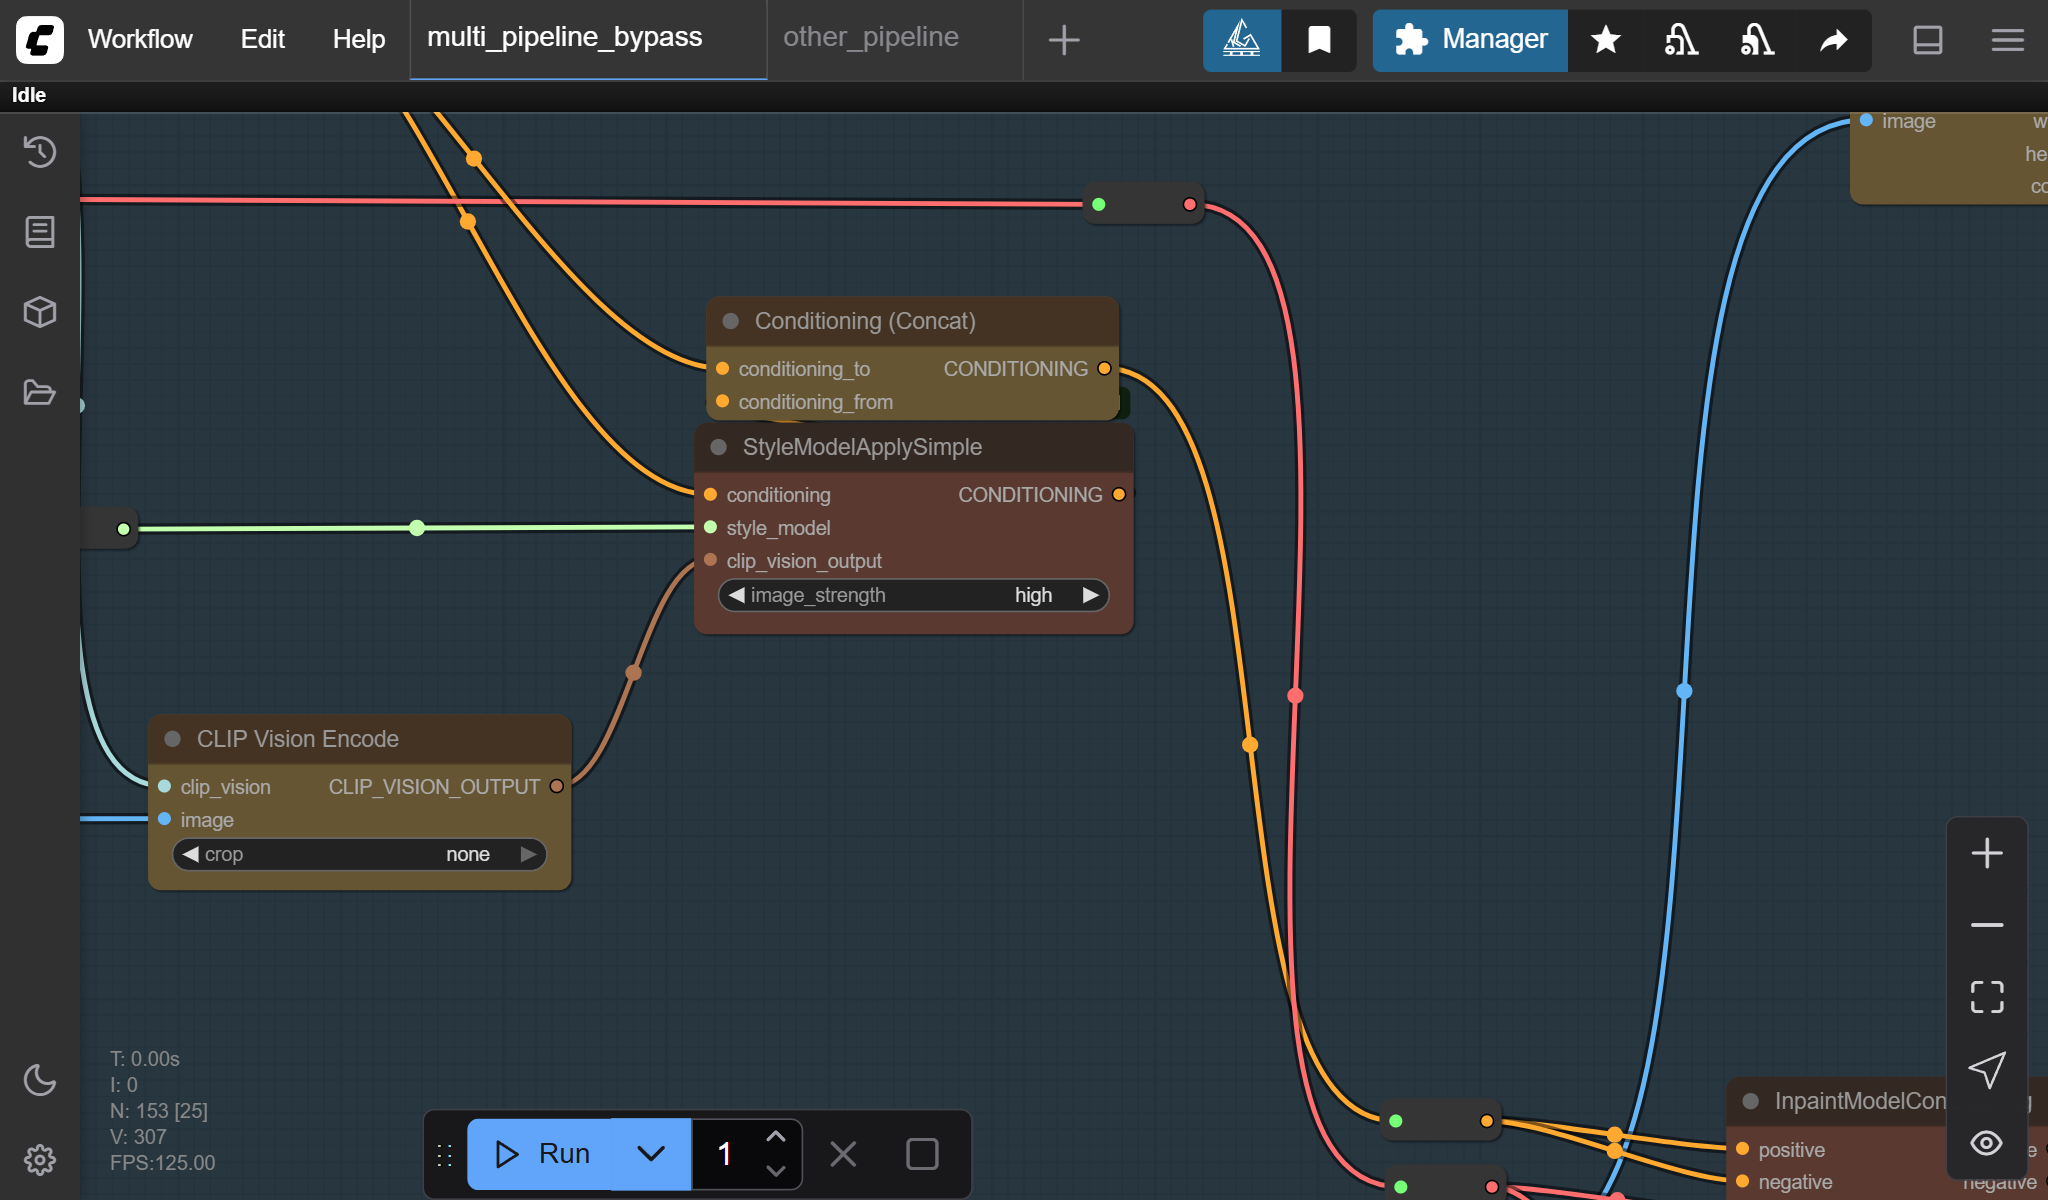 Workflow Edit Help multi_pipeline_bypass other_pipeline Manager
Idle
image
he
Conditioning (Concat)
conditioning_to CONDITIONING
conditioning_from
StyleModelApplySimple
conditioning CONDITIONING
style_model
clip_vision_output
image_strength high
CLIP Vision Encode
clip_vision CLIP_VISION_OUTPUT
image
crop none
T: 0.00s
I: 0
N: 153 [25]
V: 307
FPS:125.00
Run 1
InpaintModelCon
positive
negative negative